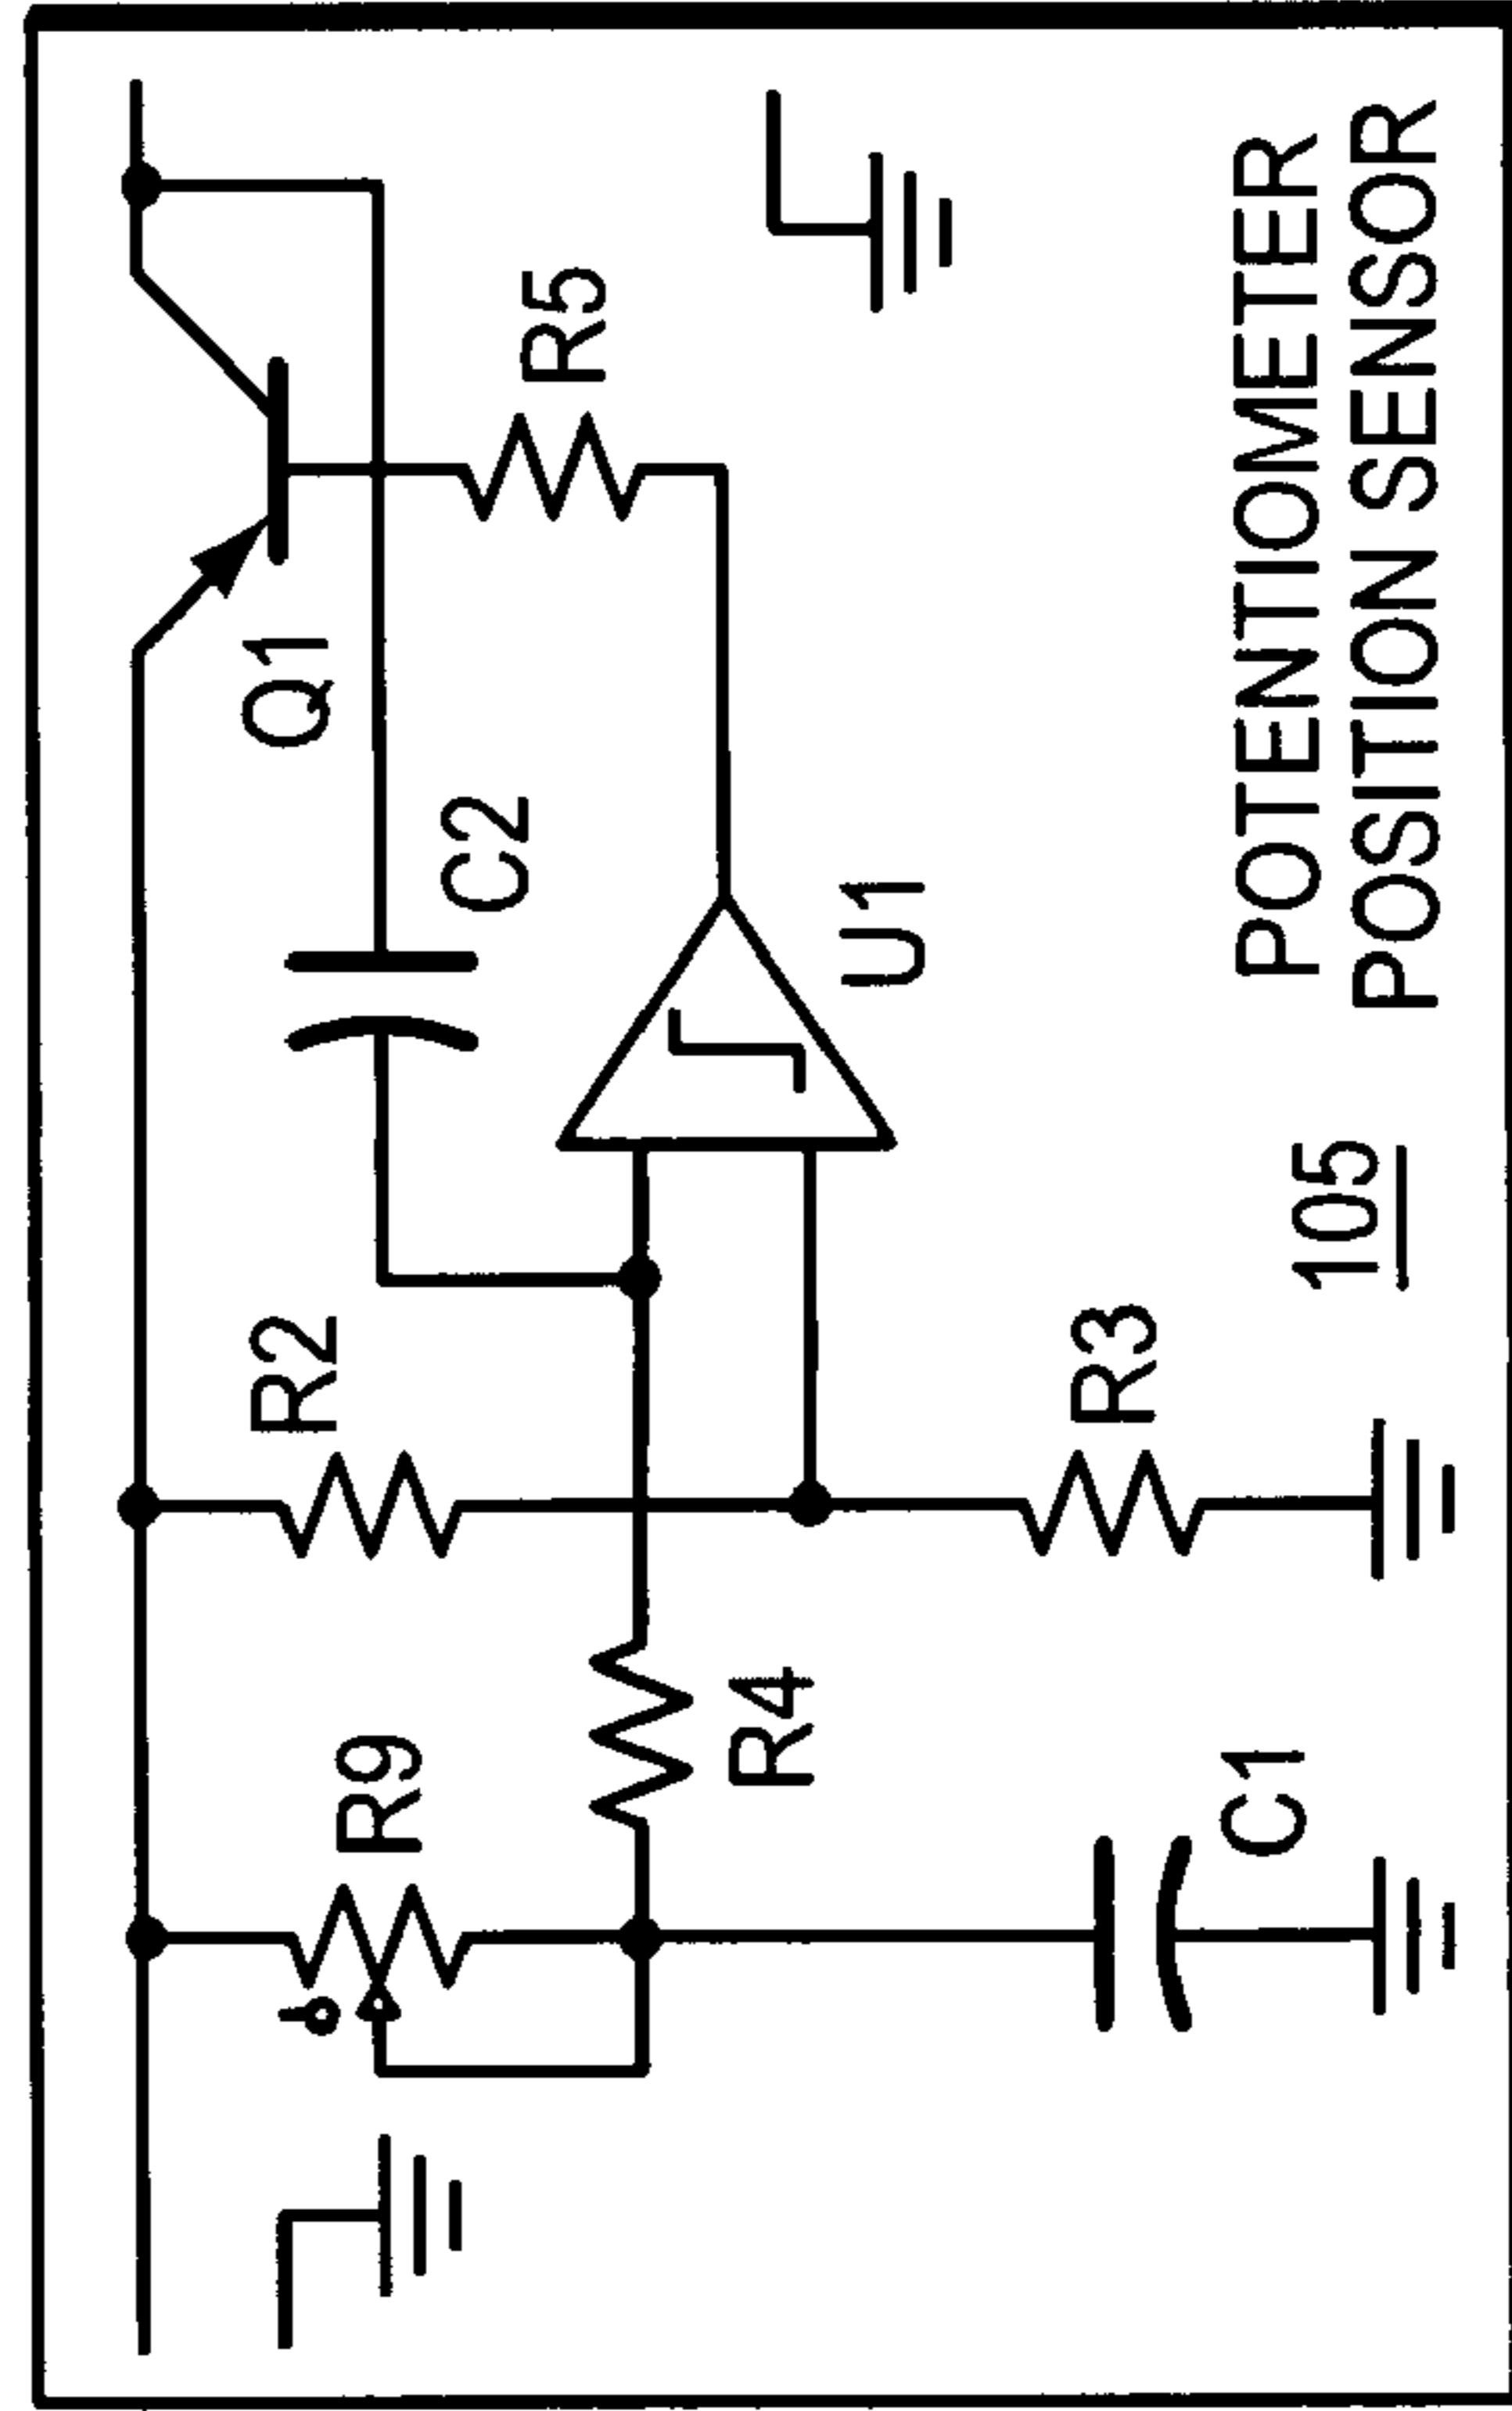 Q1
R5
C2
R2
R9
U1
R4
R3
C1
105
POTENTIOMETER
POSITION SENSOR